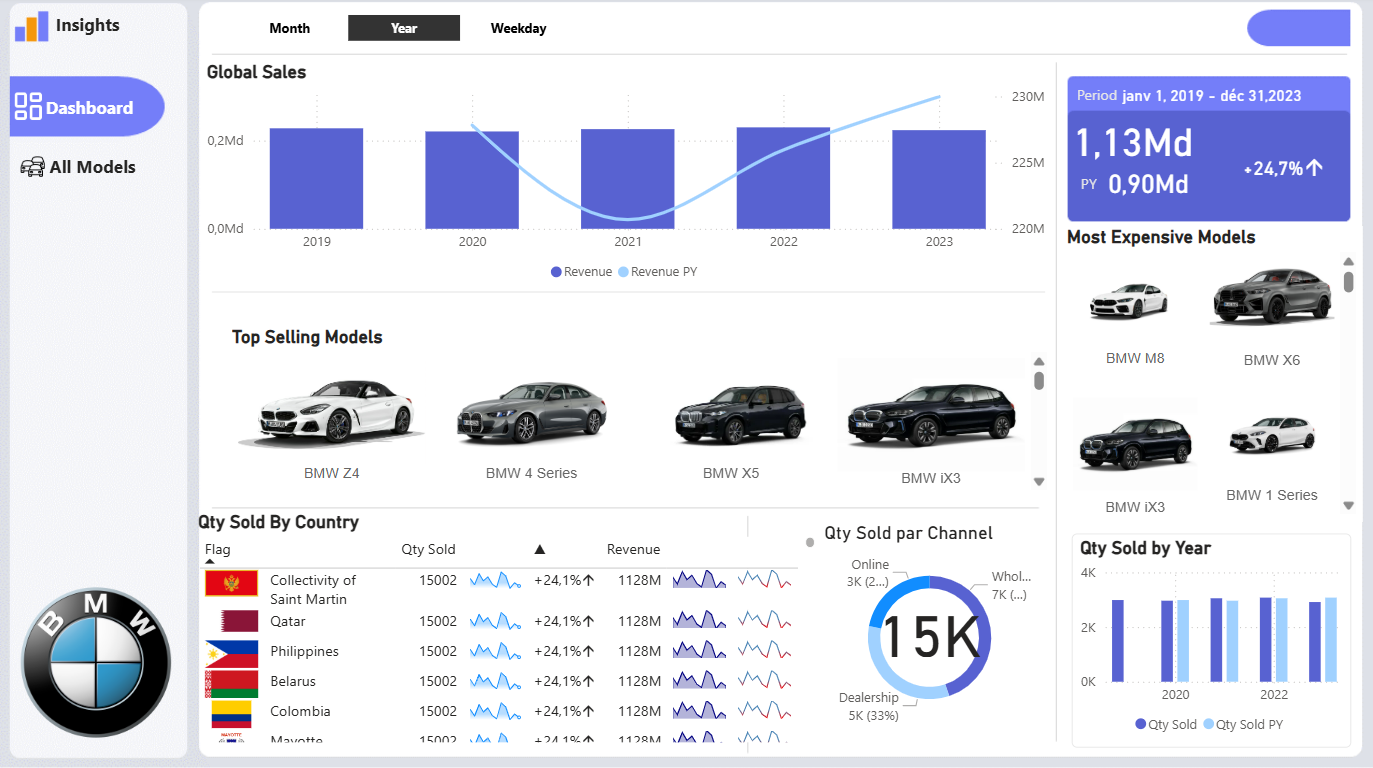 Insights
Dashboard
All Models
B M W
Month Year Weekday
Global Sales
0,2Md
0,0Md
230M
225M
220M
2019 2020 2021 2022 2023
Revenue Revenue PY
Period janv 1, 2019 - déc 31,2023
1,13Md
PY 0,90Md
+24,7%
Most Expensive Models
BMW M8
BMW X6
BMW iX3
BMW 1 Series
Top Selling Models
BMW Z4
BMW 4 Series
BMW X5
BMW iX3
Qty Sold By Country
Flag Qty Sold ▲ Revenue
Collectivity of
Saint Martin 15002 +24,1% 1128M
Qatar 15002 +24,1% 1128M
Philippines 15002 +24,1% 1128M
Belarus 15002 +24,1% 1128M
Colombia 15002 +24,1% 1128M
MAYOTTE
Mayotte 15002 +24,1% 1128M
Qty Sold par Channel
Online
3K (2...)
Whol...
7K (...)
15K
Dealership
5K (33%)
Qty Sold by Year
4K
2K
0K
2020 2022
Qty Sold Qty Sold PY